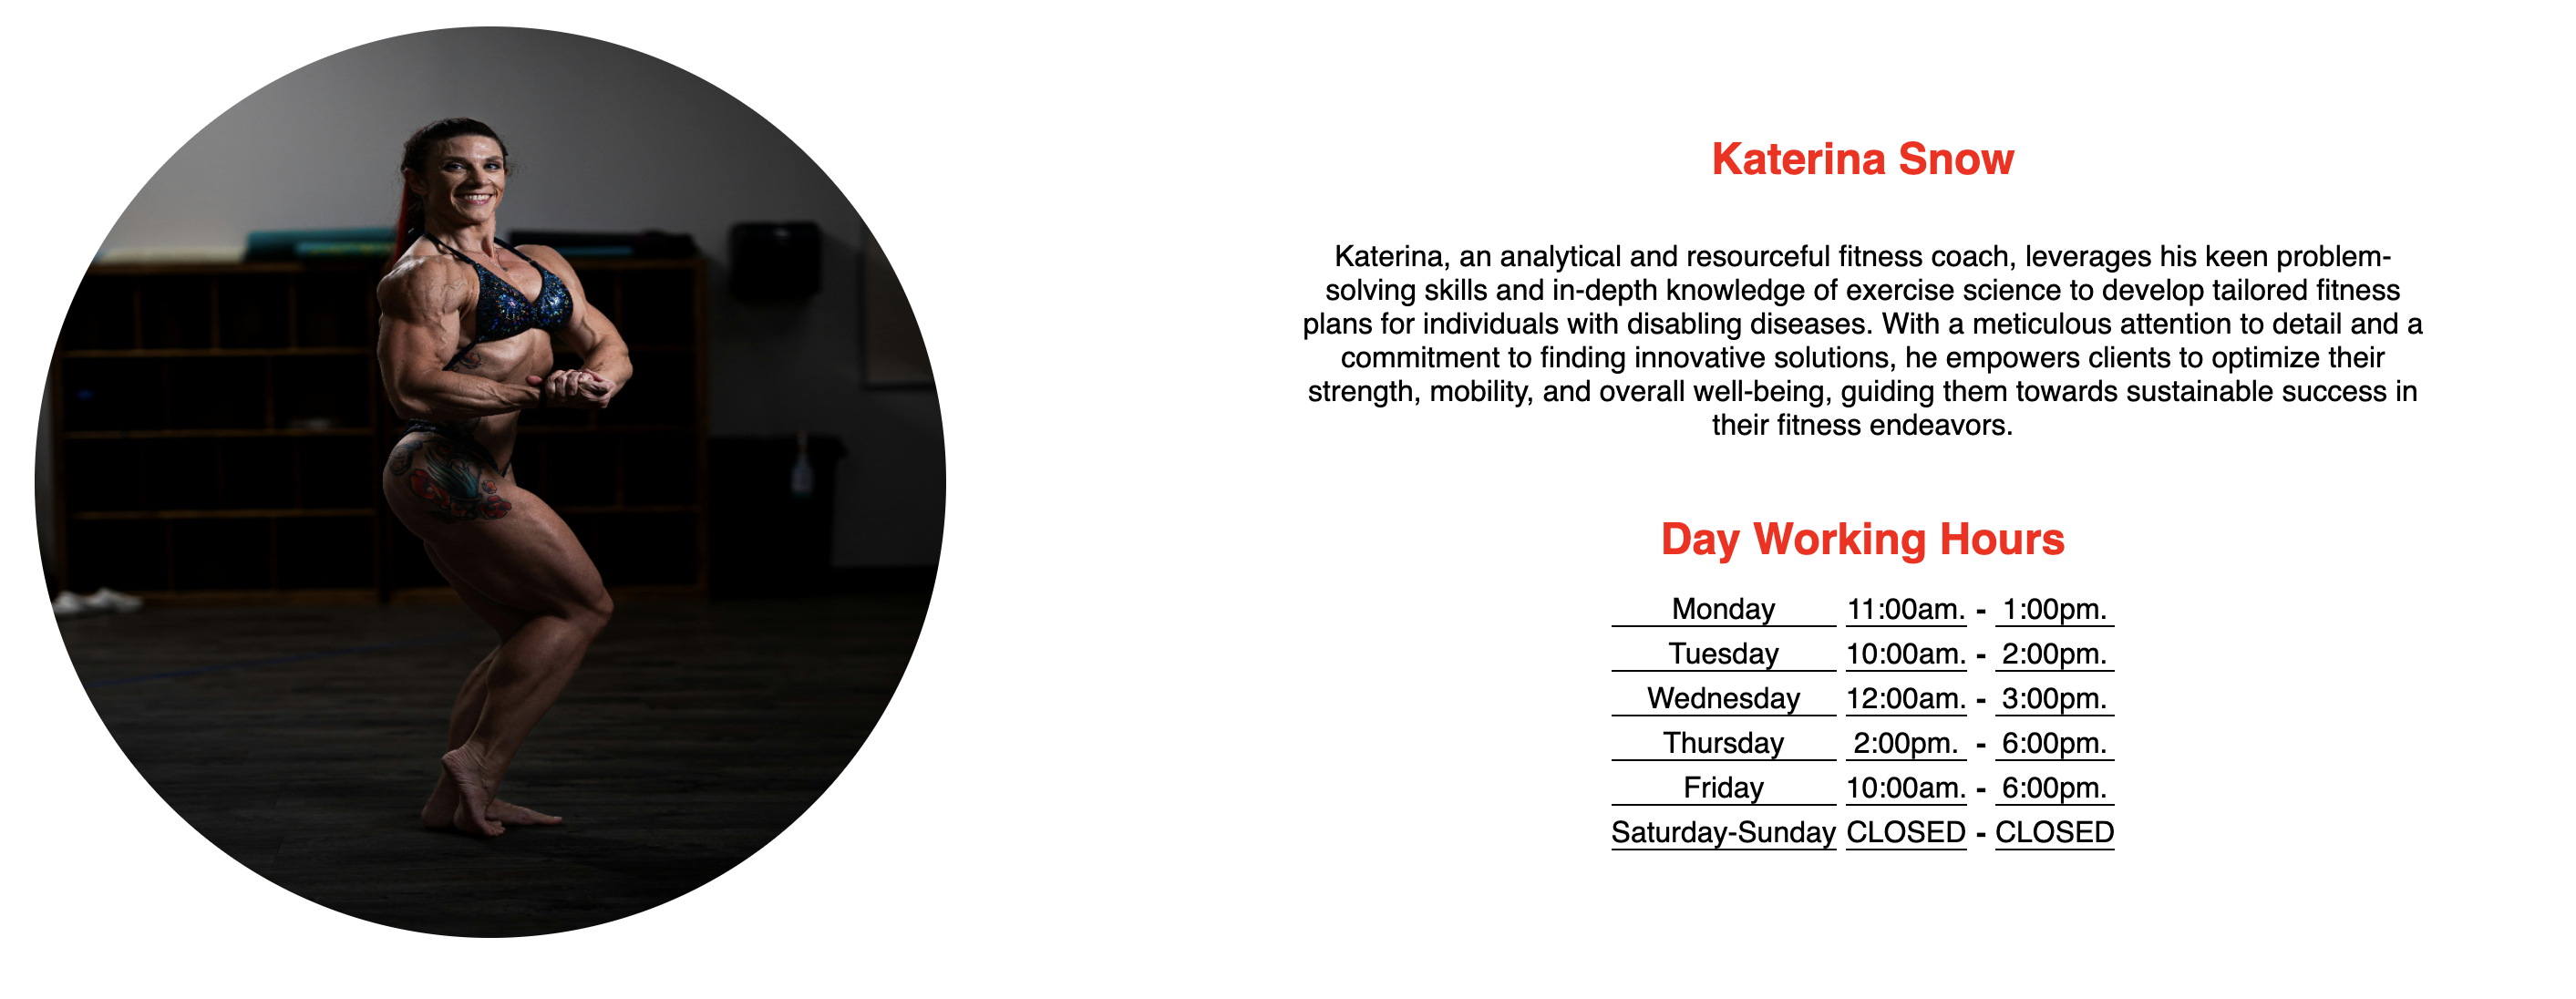 Katerina Snow
Katerina, an analytical and resourceful fitness coach, leverages his keen problem-
solving skills and in-depth knowledge of exercise science to develop tailored fitness
plans for individuals with disabling diseases. With a meticulous attention to detail and a
commitment to finding innovative solutions, he empowers clients to optimize their
strength, mobility, and overall well-being, guiding them towards sustainable success in
their fitness endeavors.
Day Working Hours
Monday 11:00am. - 1:00pm.
Tuesday 10:00am. - 2:00pm.
Wednesday 12:00am. - 3:00pm.
Thursday 2:00pm. - 6:00pm.
Friday 10:00am. - 6:00pm.
Saturday-Sunday CLOSED - CLOSED